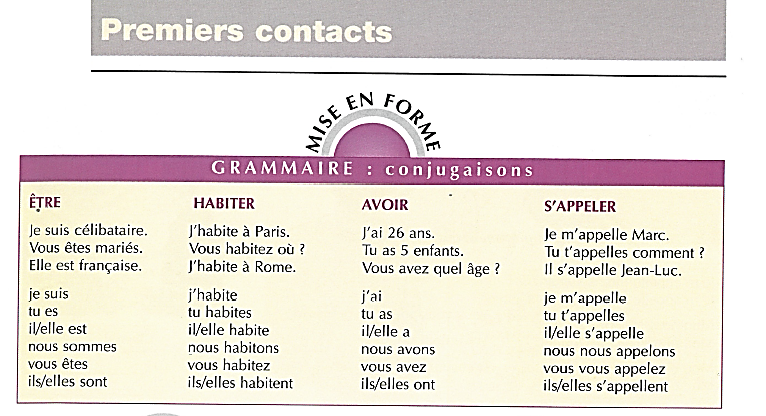 Premiers contacts
MISE EN FORME
GRAMMAIRE : conjugaisons
ÊTRE
Je suis célibataire.
Vous êtes mariés.
Elle est française.
je suis
tu es
il/elle est
nous sommes
vous êtes
ils/elles sont
HABITER
J'habite à Paris.
Vous habitez où ?
J'habite à Rome.
j'habite
tu habites
il/elle habite
nous habitons
vous habitez
ils/elles habitent
AVOIR
J'ai 26 ans.
Tu as 5 enfants.
Vous avez quel âge ?
j'ai
tu as
il/elle a
nous avons
vous avez
ils/elles ont
S'APPELER
Je m'appelle Marc.
Tu t'appelles comment ?
Il s'appelle Jean-Luc.
je m'appelle
tu t'appelles
il/elle s'appelle
nous nous appelons
vous vous appelez
ils/elles s'appellent